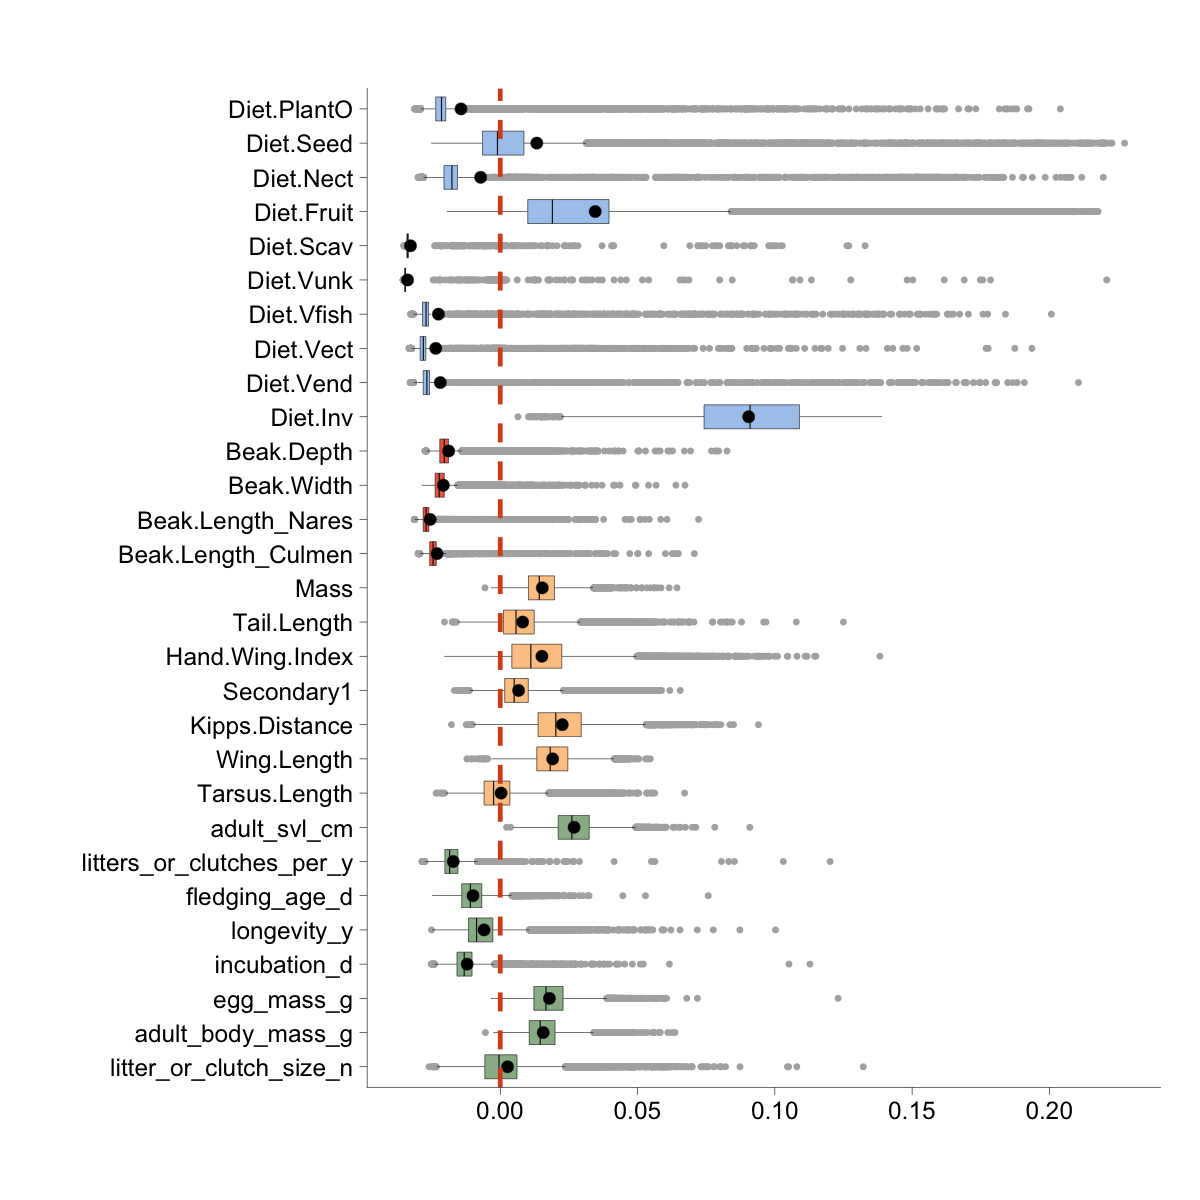 Diet.PlantO
Diet.Seed
Diet.Nect
Diet.Fruit
Diet.Scav
Diet.Vunk
Diet.Vfish
Diet.Vect
Diet.Vend
Diet.Inv
Beak.Depth
Beak.Width
Beak.Length_Nares
Beak.Length_Culmen
Mass
Tail.Length
Hand.Wing.Index
Secondary1
Kipps.Distance
Wing.Length
Tarsus.Length
adult_svl_cm
litters_or_clutches_per_y
fledging_age_d
longevity_y
incubation_d
egg_mass_g
adult_body_mass_g
litter_or_clutch_size_n
0.00 0.05 0.10 0.15 0.20